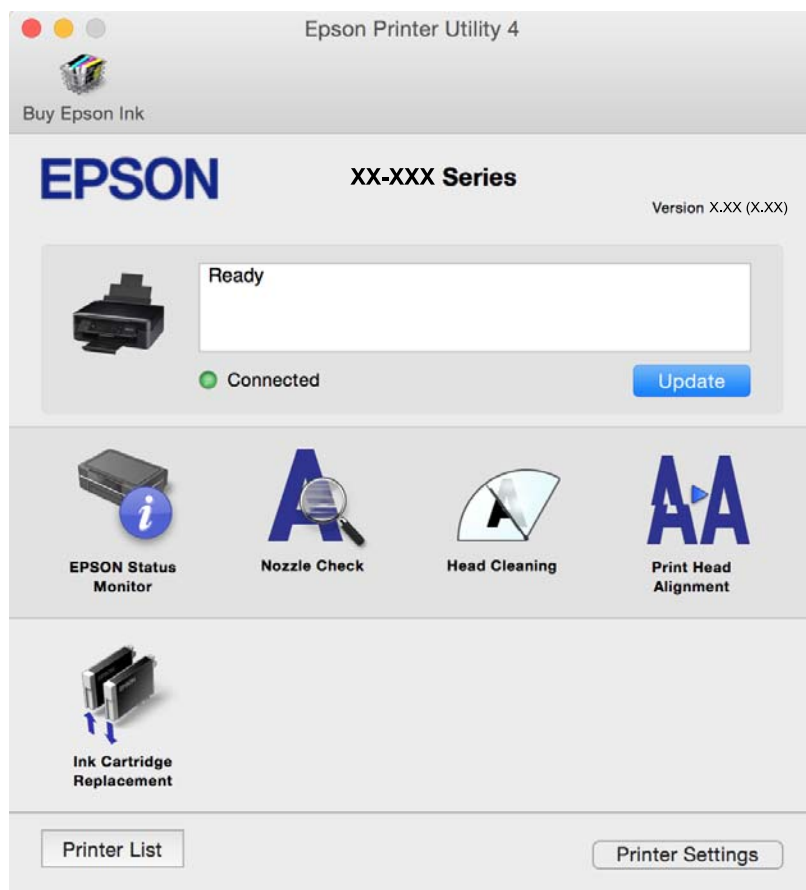 Epson Printer Utility 4
Buy Epson Ink
EPSON
XX-XXX Series
Version X.XX (X.XX)
Ready
Connected
Update
EPSON Status
Monitor
Nozzle Check
Head Cleaning
Print Head
Alignment
Ink Cartridge
Replacement
Printer List
Printer Settings